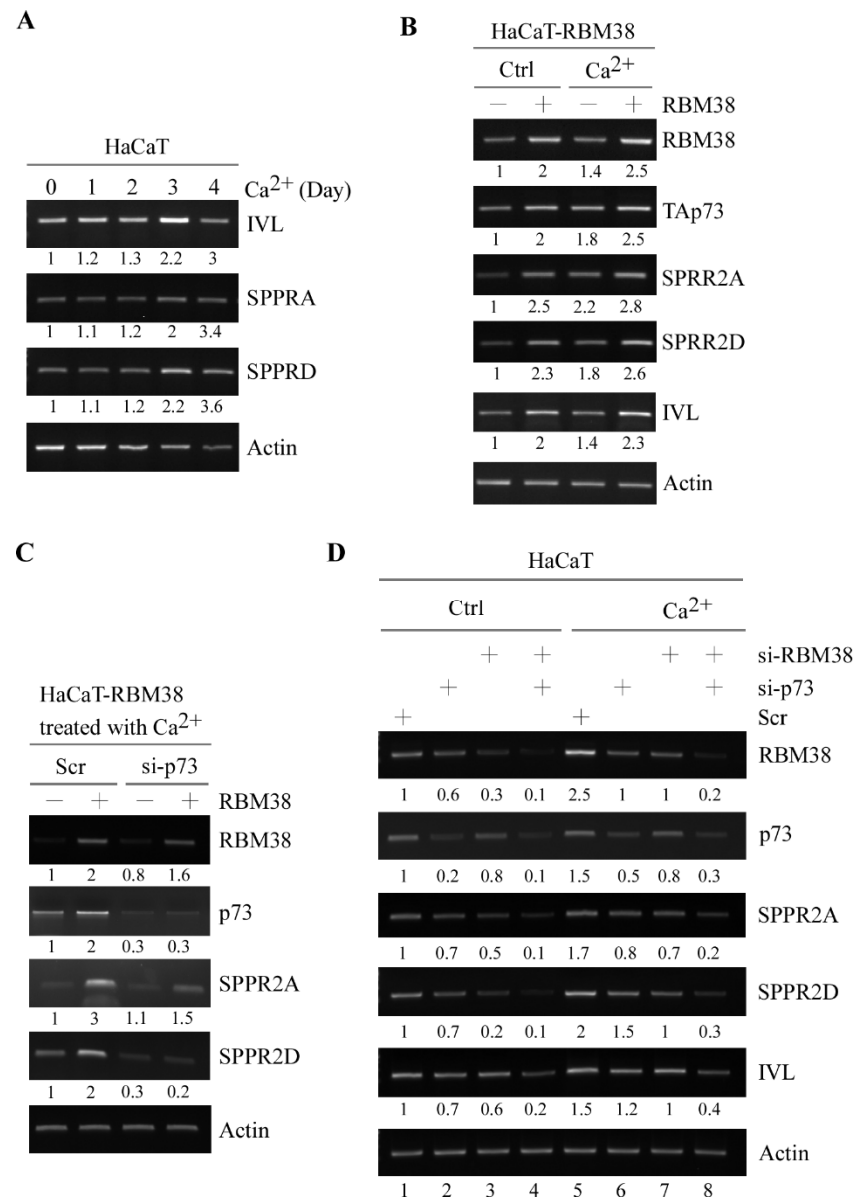 A
HaCaT
0 1 2 3 4 Ca2+ (Day)
IVL
1 1.2 1.3 2.2 3
SPPRA
1 1.1 1.2 2 3.4
SPPRD
1 1.1 1.2 2.2 3.6
Actin
B
HaCaT-RBM38
Ctrl Ca2+
— + — + RBM38
RBM38
1 2 1.4 2.5
TAp73
1 2 1.8 2.5
SPRR2A
1 2.5 2.2 2.8
SPRR2D
1 2.3 1.8 2.6
IVL
1 2 1.4 2.3
Actin
C
HaCaT-RBM38
treated with Ca2+
Scr si-p73
— + — + RBM38
RBM38
1 2 0.8 1.6
p73
1 2 0.3 0.3
SPPR2A
1 3 1.1 1.5
SPPR2D
1 2 0.3 0.2
Actin
D
HaCaT
Ctrl Ca2+
+ + + + si-RBM38
+ + + + si-p73
+ + Scr
RBM38
1 0.6 0.3 0.1 2.5 1 1 0.2
p73
1 0.2 0.8 0.1 1.5 0.5 0.8 0.3
SPPR2A
1 0.7 0.5 0.1 1.7 0.8 0.7 0.2
SPPR2D
1 0.7 0.2 0.1 2 1.5 1 0.3
IVL
1 0.7 0.6 0.2 1.5 1.2 1 0.4
Actin
1 2 3 4 5 6 7 8